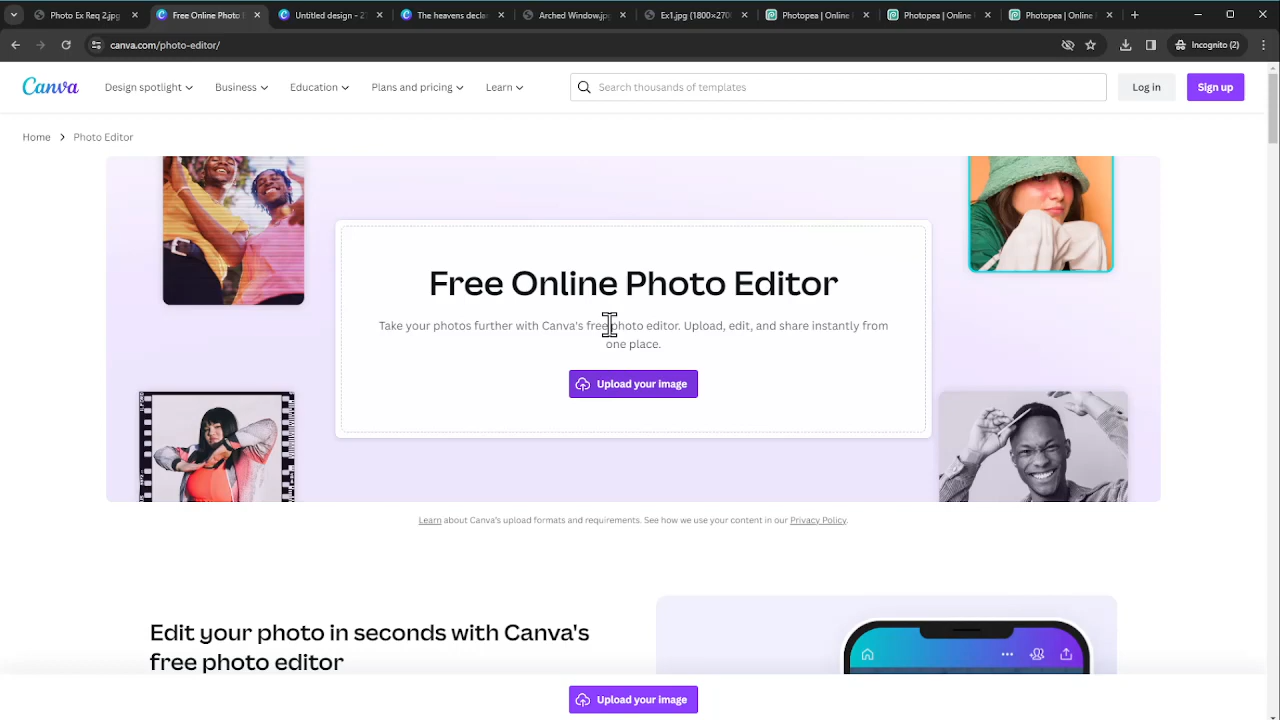 Photo Ex Req 2.jpg
Free Online Photo E
Untitled design - 21
The heavens decla
Arched Window.jp
Ex1.jpg (1800×270
Photopea | Online
Photopea | Online
Photopea | Online
canva.com/photo-editor/
Incognito (2)
Canva
Design spotlight
Business
Education
Plans and pricing
Learn
Search thousands of templates
Log in
Sign up
Home
Photo Editor
Free Online Photo Editor
Take your photos further with Canva's free photo editor. Upload, edit, and share instantly from
one place.
Upload your image
Learn about Canva's upload formats and requirements. See how we use your content in our Privacy Policy.
Edit your photo in seconds with Canva's
free photo editor
Upload your image